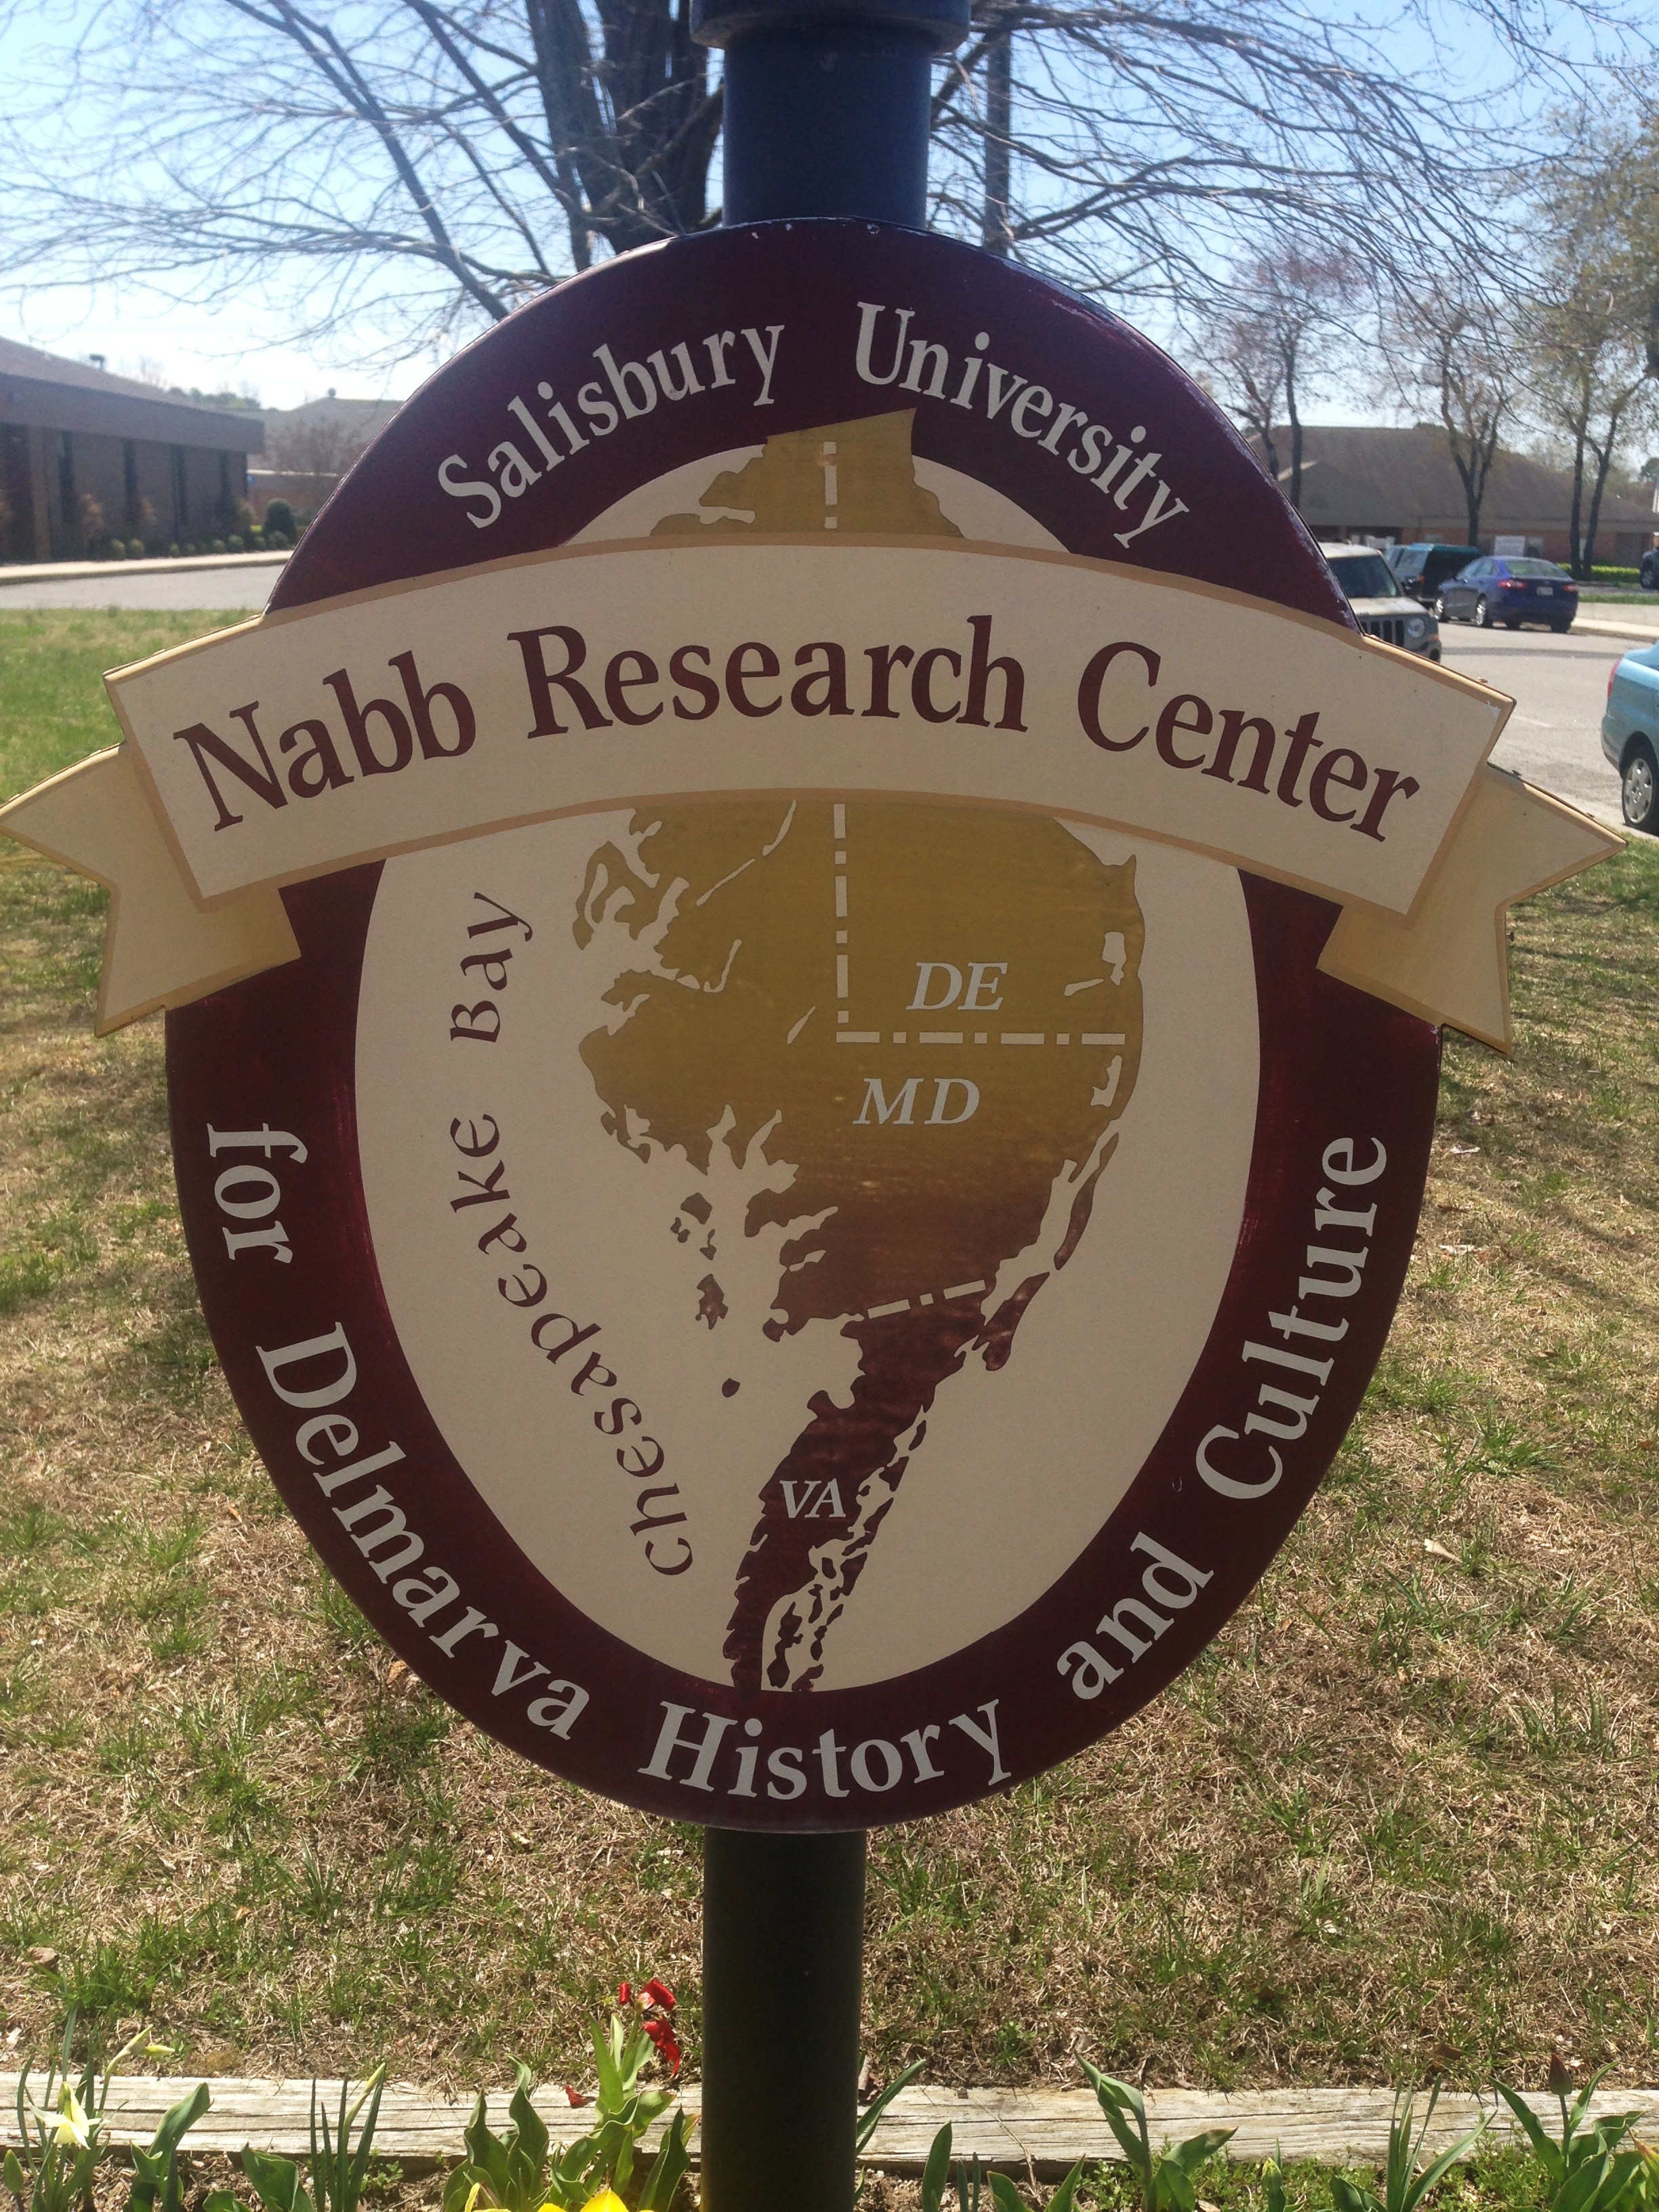 Salisbury University
Nabb Research Center
for Delmarva History and Culture
Chesapeake Bay
DE
MD
VA